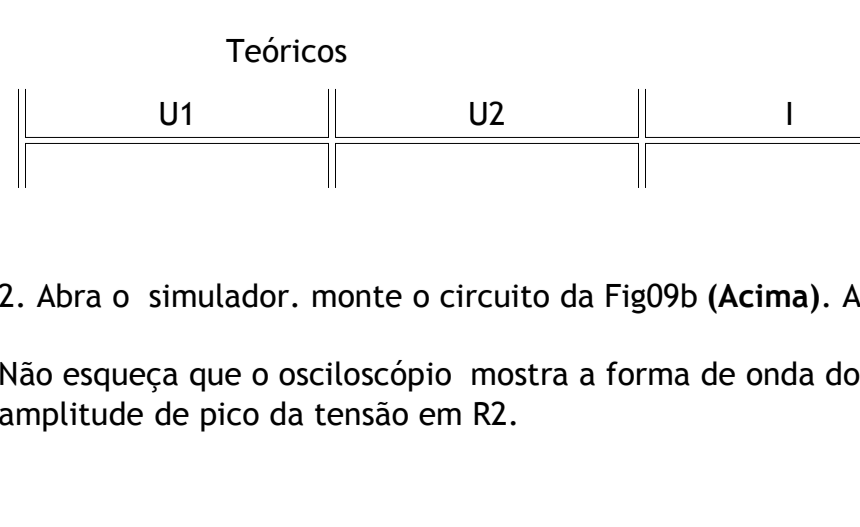 Teóricos
U1 U2 I
2. Abra o simulador. monte o circuito da Fig09b (Acima). A
Não esqueça que o osciloscópio mostra a forma de onda do
amplitude de pico da tensão em R2.